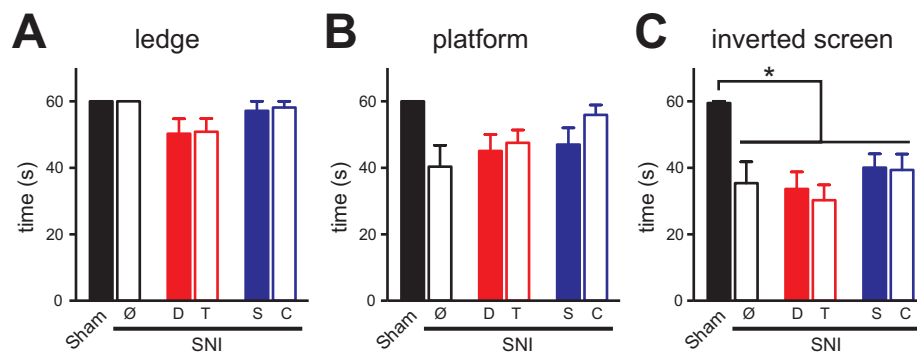 A ledge
time (s)
60
40
20
0
Sham Ø D T S C
SNI
B platform
time (s)
60
40
20
0
Sham Ø D T S C
SNI
C inverted screen
*
time (s)
60
40
20
0
Sham Ø D T S C
SNI